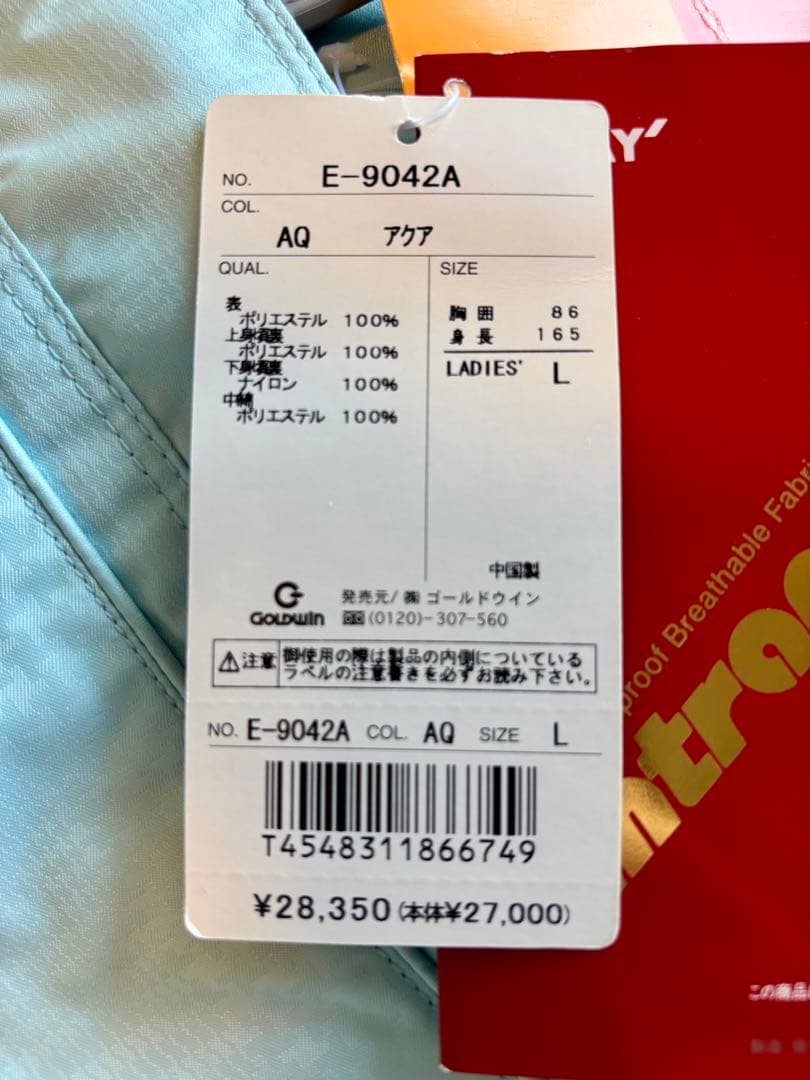 NO. E-9042A
COL.
AQ アクア
QUAL.
表
ポリエステル 100%
上身頃裏
ポリエステル 100%
下身頃裏
ナイロン 100%
中綿
ポリエステル 100%
SIZE
胸囲 86
身長 165
LADIES' L
中国製
GOLDWIN 発売元/㈱ゴールドウイン
(0120)-307-560
⚠注意 御使用の際は製品の内側についている
ラベルの注意書きを必ずお読み下さい。
NO. E-9042A COL. AQ SIZE L
T4548311866749
¥28,350(本体¥27,000)
AY'
proof Breathable Fabri
ntra
この商品